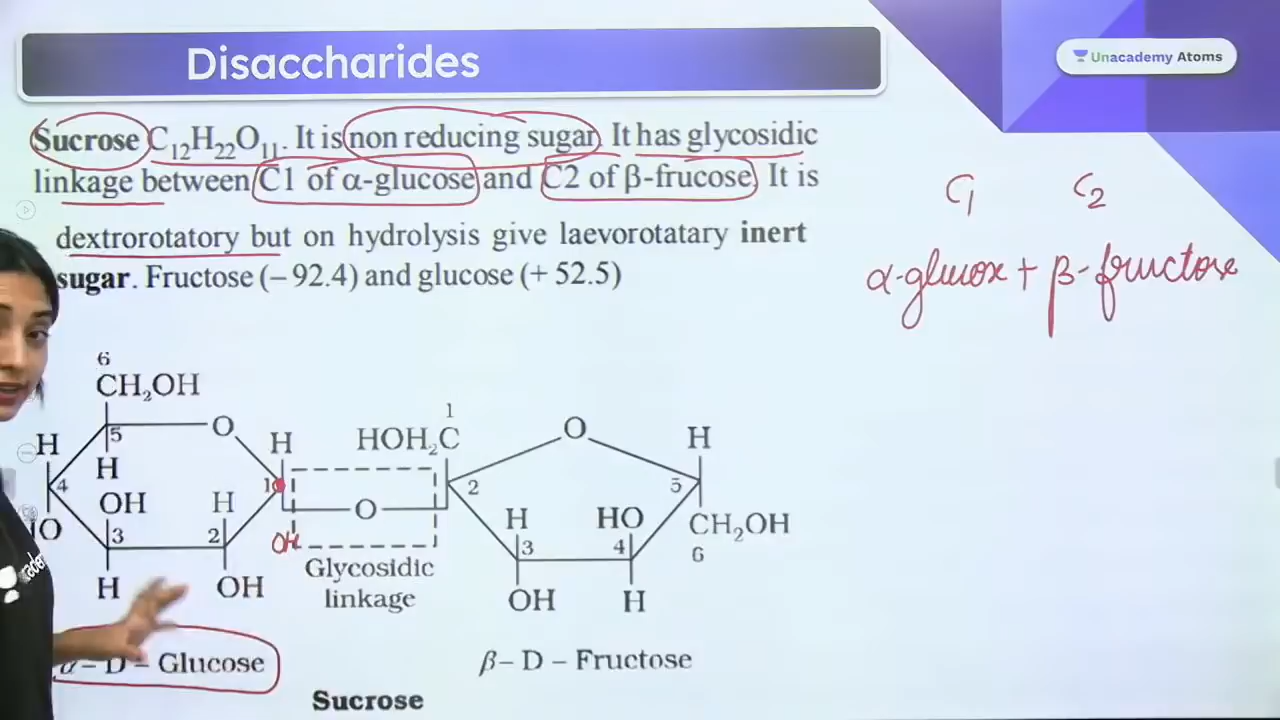 Disaccharides
Unacademy Atoms
Sucrose C12H22O11. It is non reducing sugar. It has glycosidic
linkage between C1 of α-glucose and C2 of β-frucose. It is
dextrorotatory but on hydrolysis give laevorotatary inert
sugar. Fructose (– 92.4) and glucose (+ 52.5)
C1 C2
α-glucose + β-fructose
6
CH2OH
5
O
H
H
4
H
OH
3
H
H
2
OH
1
OH
O
Glycosidic
linkage
1
HOH2C
O
2
H
5
H
HO
CH2OH
3
4
6
OH
H
α – D – Glucose
β – D – Fructose
Sucrose